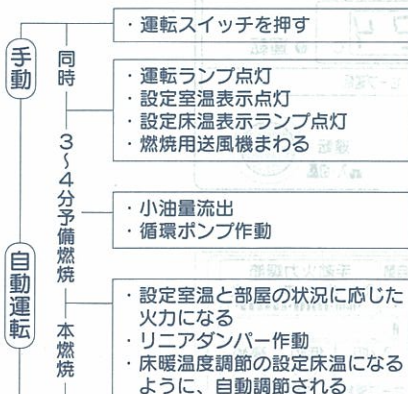 手動
同時
・運転スイッチを押す
・運転ランプ点灯
・設定室温表示点灯
・設定床温表示ランプ点灯
・燃焼用送風機まわる
3～4分予備燃焼
・小油量流出
・循環ポンプ作動
自動運転
本燃焼
・設定室温と部屋の状況に応じた
火力になる
・リニアダンパー作動
・床暖温度調節の設定床温になる
ように、自動調節される